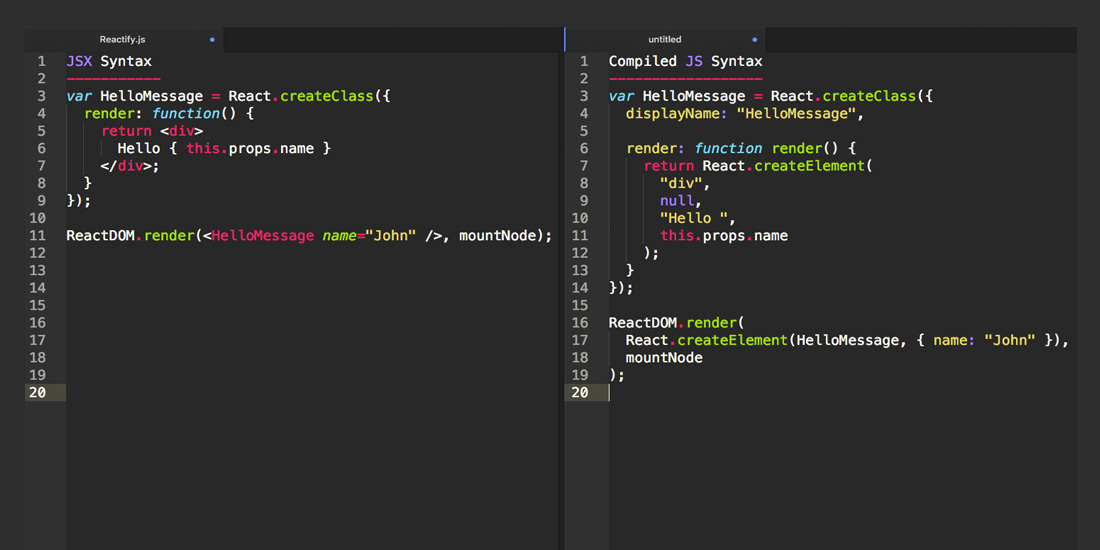 Reactify.js
1 JSX Syntax
2 -----------
3 var HelloMessage = React.createClass({
4   render: function() {
5     return <div>
6       Hello { this.props.name }
7     </div>;
8   }
9 });
10
11 ReactDOM.render(<HelloMessage name="John" />, mountNode);
12
13
14
15
16
17
18
19
20
untitled
1 Compiled JS Syntax
2 ------------------
3 var HelloMessage = React.createClass({
4   displayName: "HelloMessage",
5
6   render: function render() {
7     return React.createElement(
8       "div",
9       null,
10       "Hello ",
11       this.props.name
12     );
13   }
14 });
15
16 ReactDOM.render(
17   React.createElement(HelloMessage, { name: "John" }),
18   mountNode
19 );
20